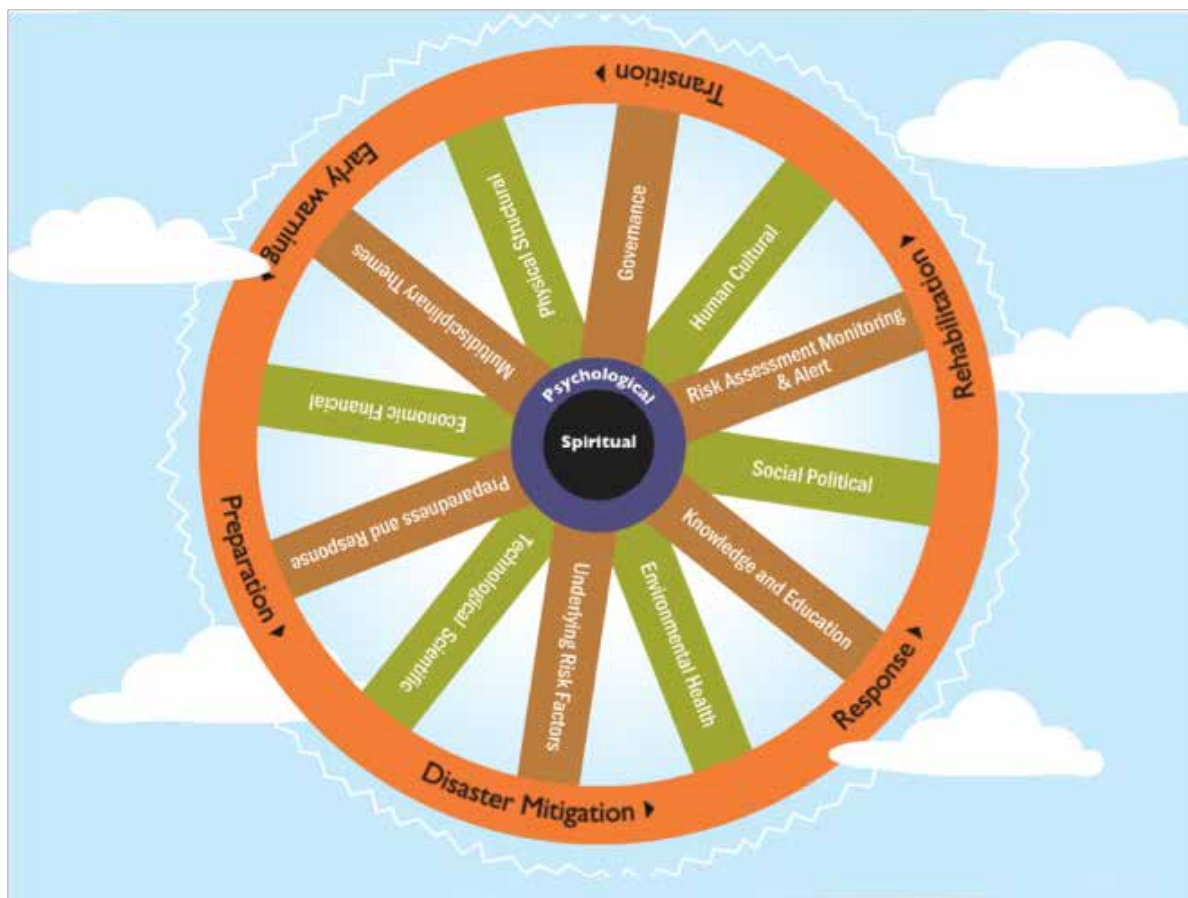 Transition
Early warning
Preparation
Disaster Mitigation
Response
Rehabilitation
Governance
Human Cultural
Risk Assessment Monitoring
& Alert
Social Political
Knowledge and Education
Environmental Health
Underlying Risk Factors
Technological Scientific
Preparedness and Response
Economic Financial
Multidisciplinary Themes
Physical Structural
Psychological
Spiritual